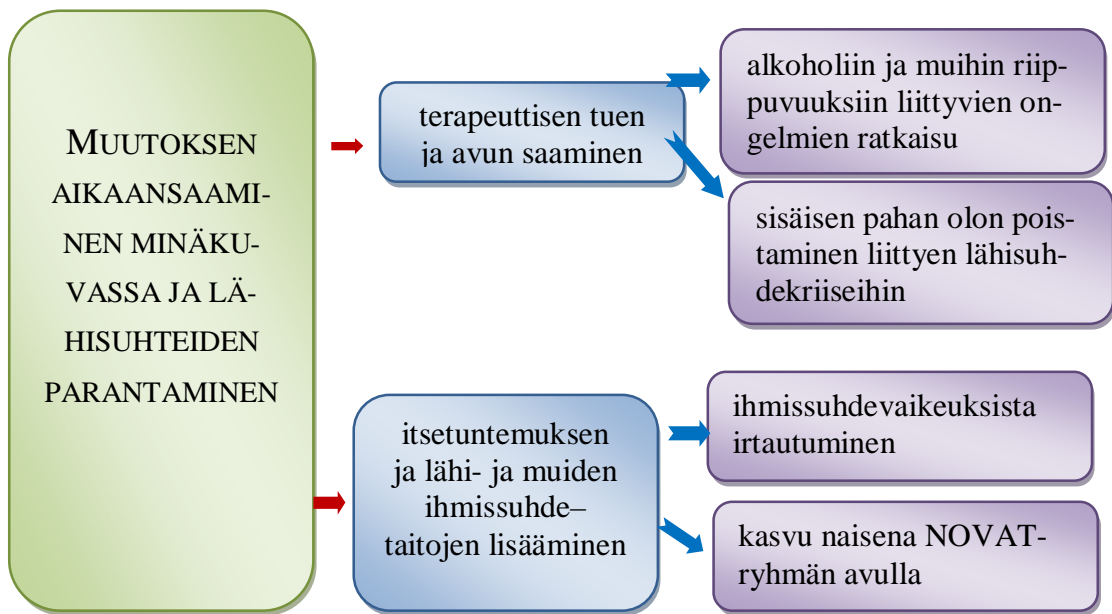 MUUTOKSEN
AIKAANSAAMI-
NEN MINÄKU-
VASSA JA LÄ-
HISUHTEIDEN
PARANTAMINEN
terapeuttisen tuen
ja avun saaminen
alkoholiin ja muihin riip-
puvuuksiin liittyvien on-
gelmien ratkaisu
sisäisen pahan olon pois-
taminen liittyen lähisuh-
dekriiseihin
itsetuntemuksen
ja lähi- ja muiden
ihmissuhde–
taitojen lisääminen
ihmissuhdevaikeuksista
irtautuminen
kasvu naisena NOVAT-
ryhmän avulla